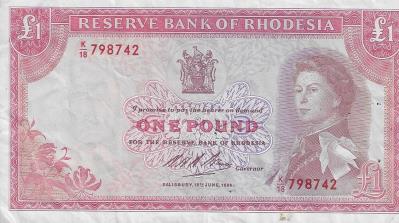 RESERVE BANK OF RHODESIA
£1
£1
K/18 798742
I promise to pay the bearer on demand
ONE POUND
FOR THE RESERVE BANK OF RHODESIA
Governor
K/18 798742
£1